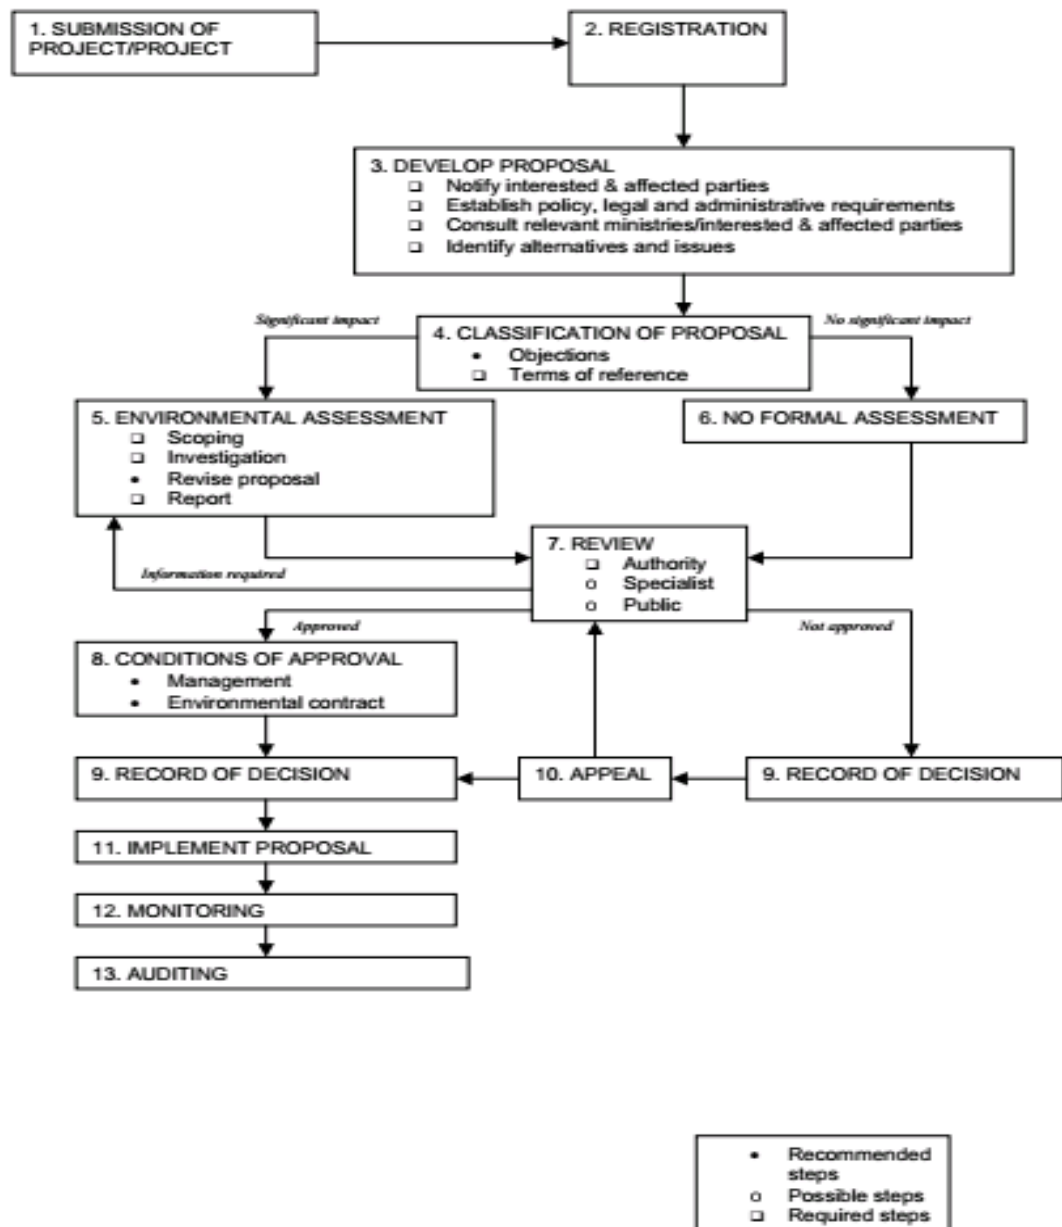 1. SUBMISSION OF
PROJECT/PROJECT
2. REGISTRATION
3. DEVELOP PROPOSAL
❑ Notify interested & affected parties
❑ Establish policy, legal and administrative requirements
❑ Consult relevant ministries/interested & affected parties
❑ Identify alternatives and issues
Significant impact
No significant impact
4. CLASSIFICATION OF PROPOSAL
• Objections
❑ Terms of reference
5. ENVIRONMENTAL ASSESSMENT
❑ Scoping
❑ Investigation
• Revise proposal
❑ Report
6. NO FORMAL ASSESSMENT
7. REVIEW
❑ Authority
o Specialist
o Public
Information required
Approved
Not approved
8. CONDITIONS OF APPROVAL
• Management
• Environmental contract
9. RECORD OF DECISION
10. APPEAL
9. RECORD OF DECISION
11. IMPLEMENT PROPOSAL
12. MONITORING
13. AUDITING
• Recommended
steps
o Possible steps
❑ Required steps